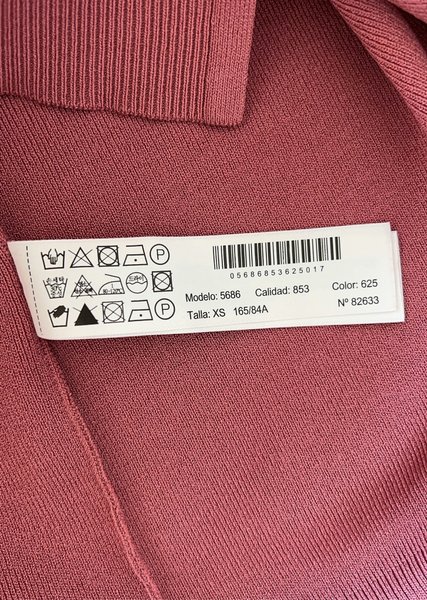 05686853625017
Modelo: 5686 Calidad: 853 Color: 625
Talla: XS 165/84A Nº 82633
P
P